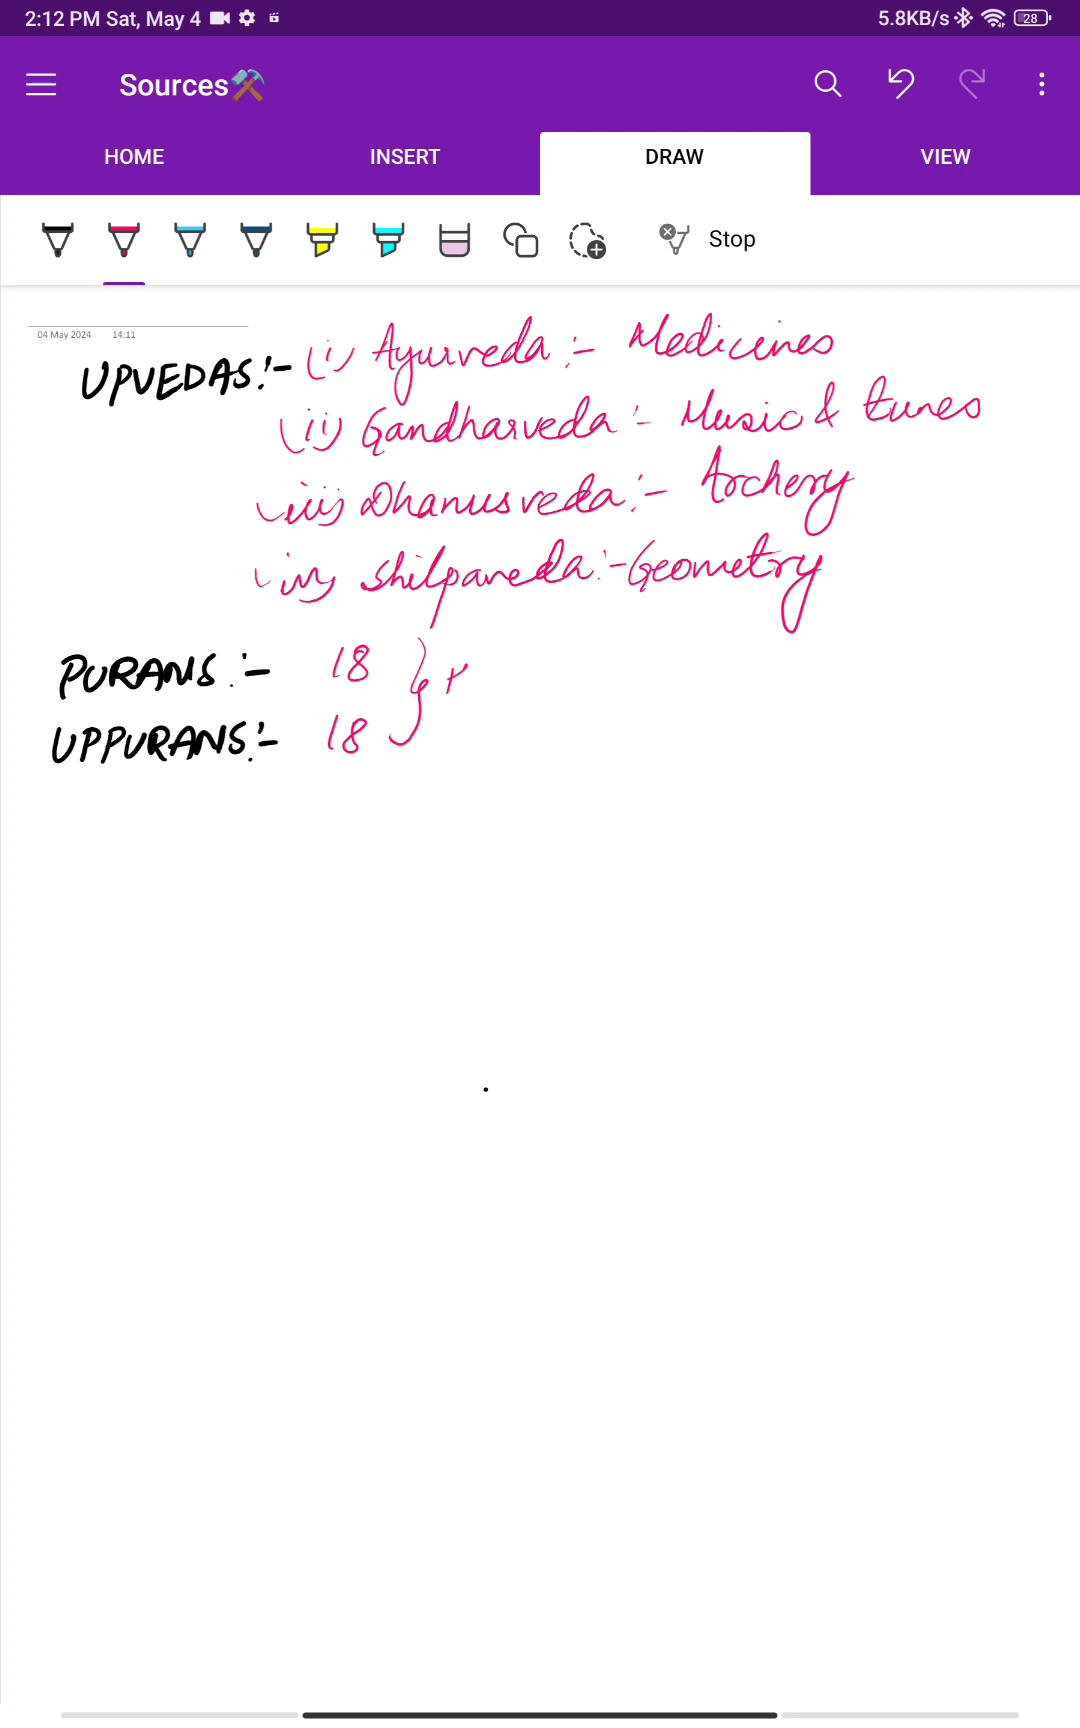 2:12 PM Sat, May 4 5.8KB/s 28
Sources
HOME INSERT DRAW VIEW
Stop
04 May 2024 14:11
UPVEDAS:- (i) Ayurveda :- Medicines
(ii) Gandharveda :- Music & tunes
(iii) Dhanusveda :- Archery
(iv) Shilpaveda :- Geometry
PURANS :- 18
UPPURANS :- 18